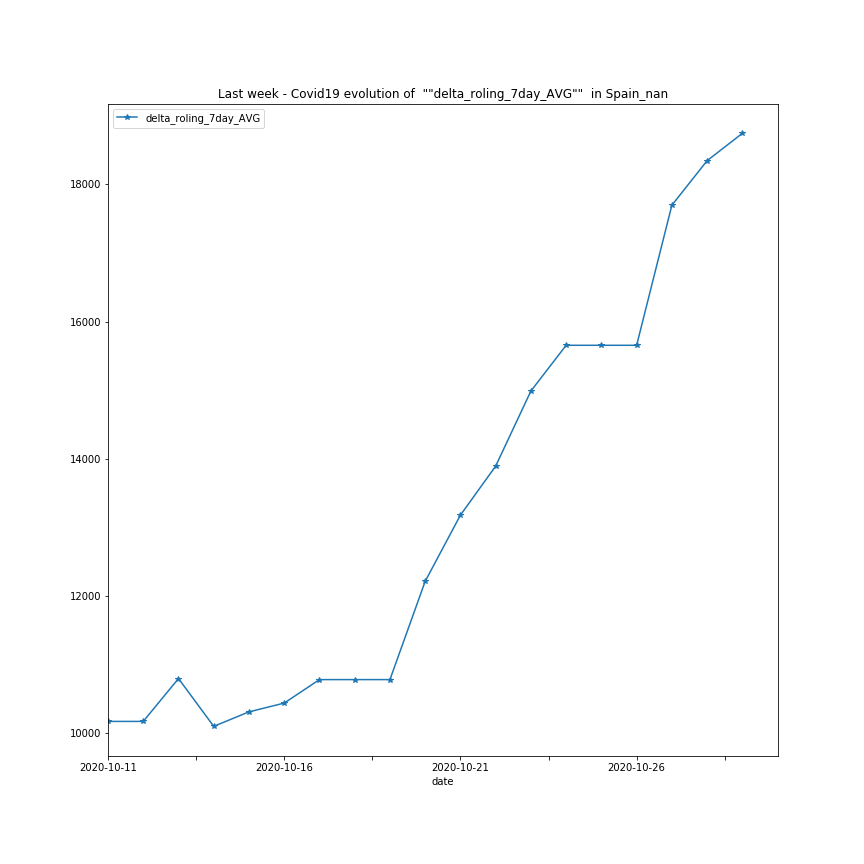 Last week - Covid19 evolution of  ""delta_roling_7day_AVG""  in Spain_nan
delta_roling_7day_AVG
18000
16000
14000
12000
10000
2020-10-11 2020-10-16 2020-10-21 2020-10-26
date